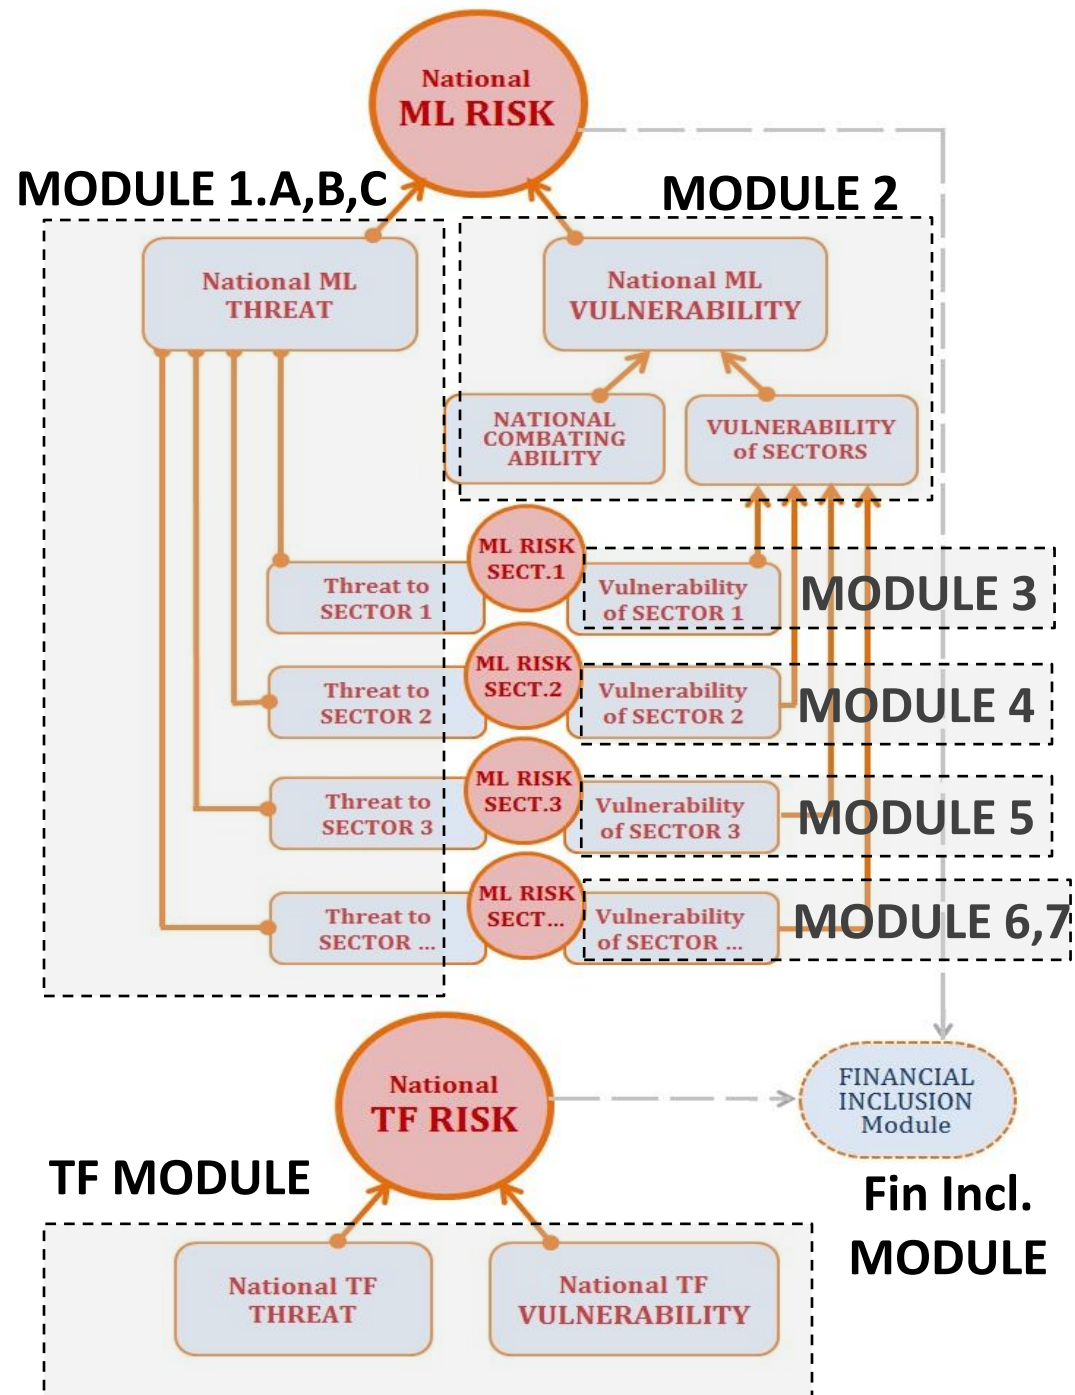 National
ML RISK
MODULE 1.A,B,C
MODULE 2
National ML
THREAT
National ML
VULNERABILITY
NATIONAL
COMBATING
ABILITY
VULNERABILITY
of SECTORS
ML RISK
SECT.1
Threat to
SECTOR 1
Vulnerability
of SECTOR 1
MODULE 3
ML RISK
SECT.2
Threat to
SECTOR 2
Vulnerability
of SECTOR 2
MODULE 4
ML RISK
SECT.3
Threat to
SECTOR 3
Vulnerability
of SECTOR 3
MODULE 5
ML RISK
SECT...
Threat to
SECTOR ...
Vulnerability
of SECTOR ...
MODULE 6,7
National
TF RISK
FINANCIAL
INCLUSION
Module
TF MODULE
Fin Incl.
MODULE
National TF
THREAT
National TF
VULNERABILITY